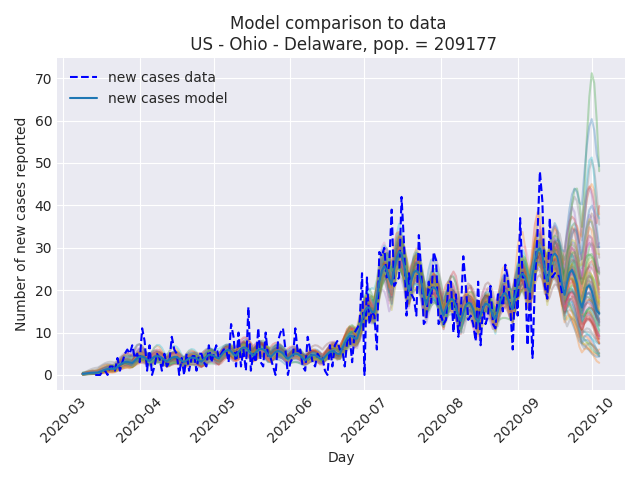 Model comparison to data
US - Ohio - Delaware, pop. = 209177
new cases data
new cases model
Number of new cases reported
70
60
50
40
30
20
10
0
2020-03
2020-04
2020-05
2020-06
2020-07
2020-08
2020-09
2020-10
Day